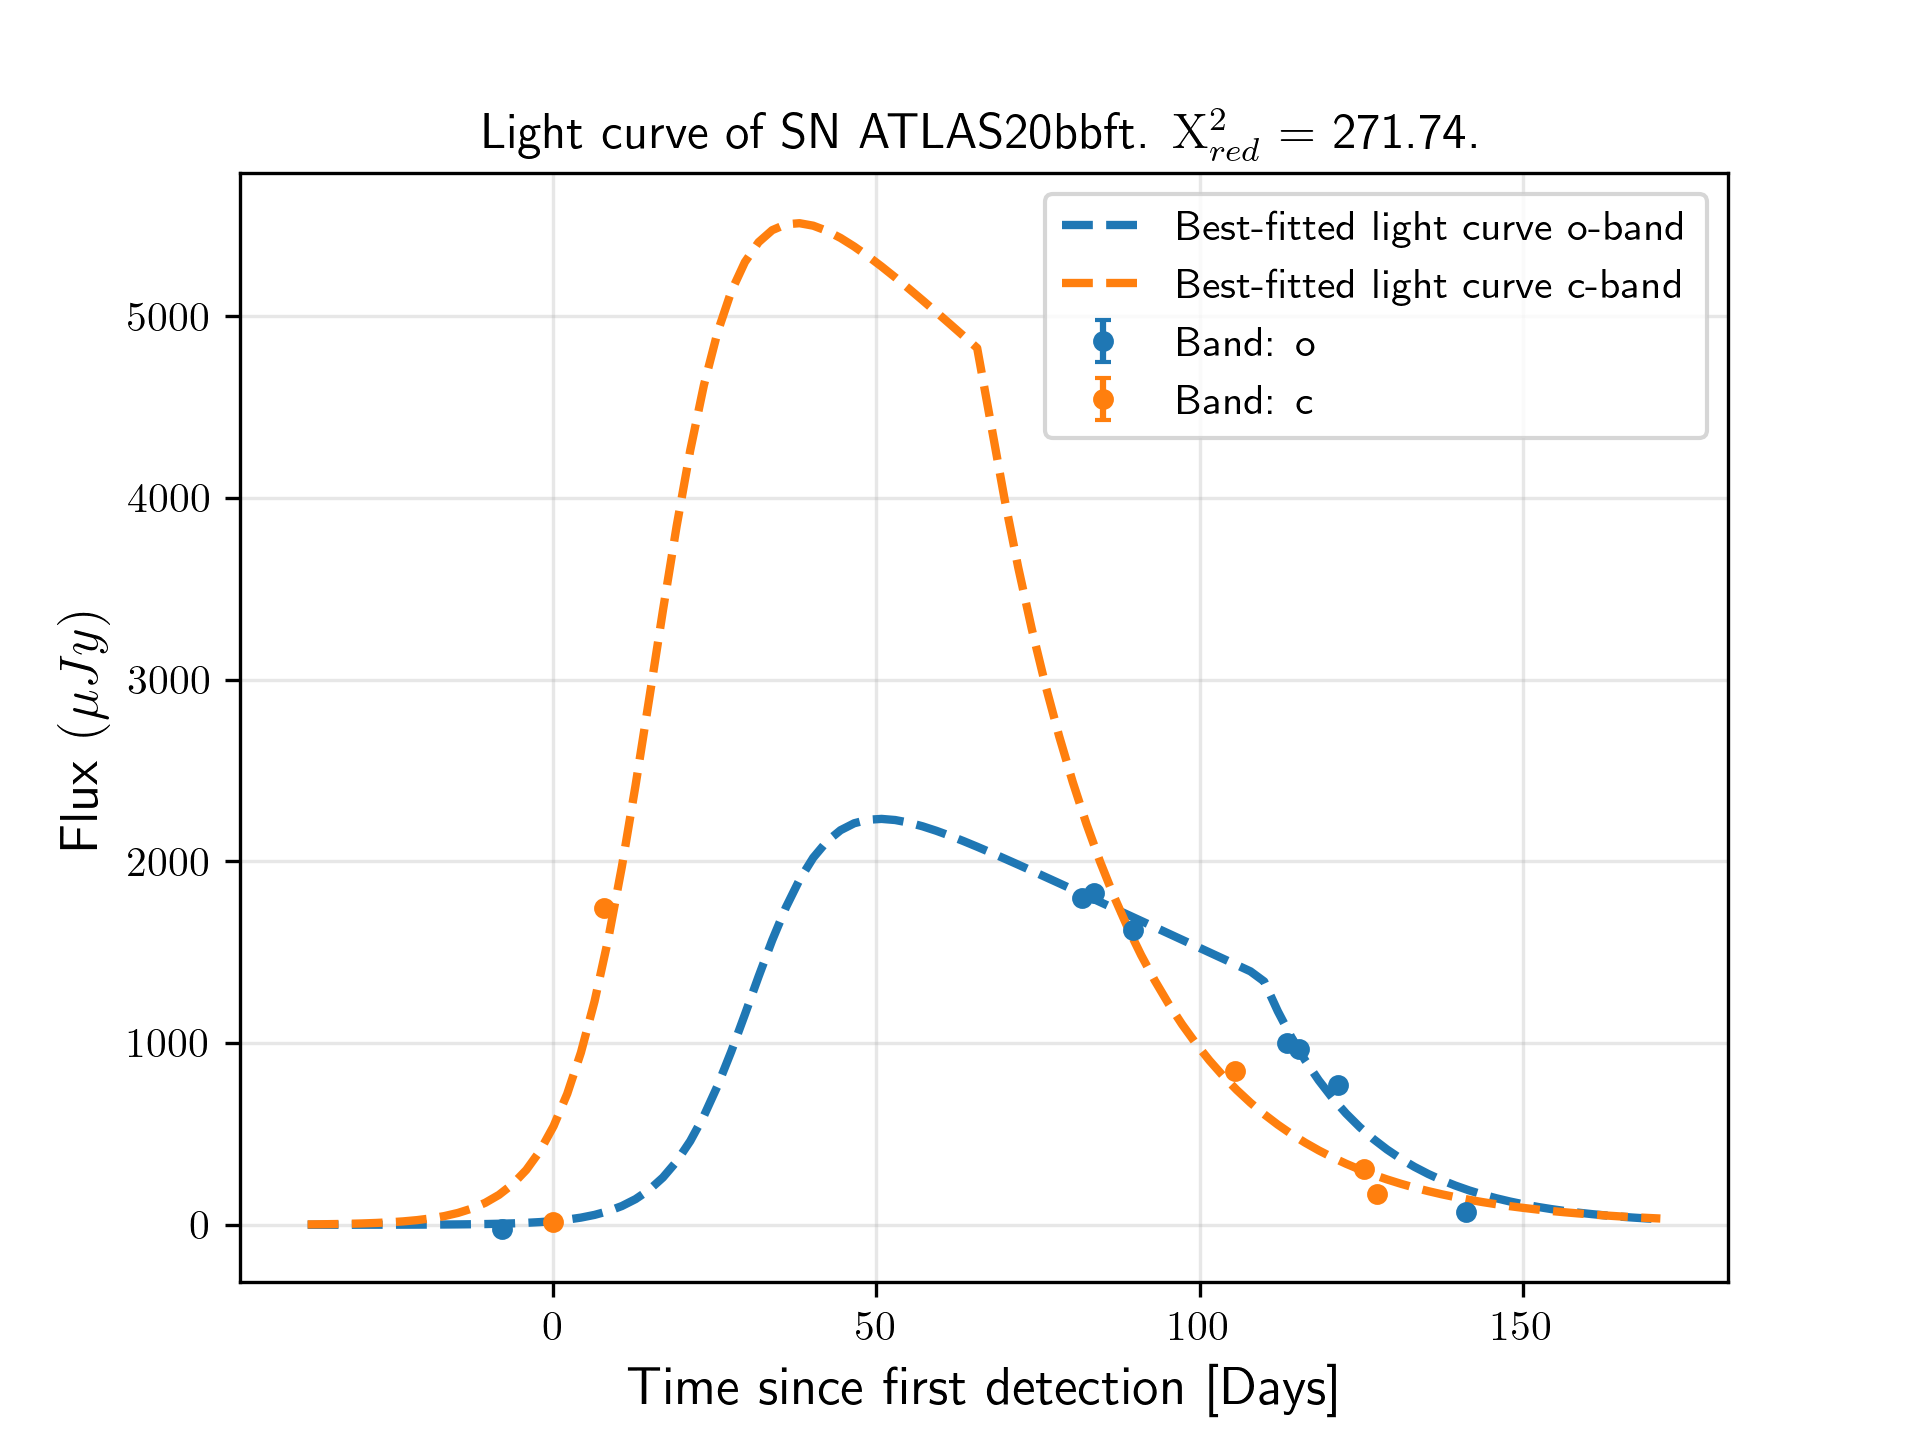 Light curve of SN ATLAS20bbft. X²_red = 271.74.
Best-fitted light curve o-band
Best-fitted light curve c-band
Band: o
Band: c
5000
4000
3000
2000
1000
0
Flux (μJy)
0 50 100 150
Time since first detection [Days]